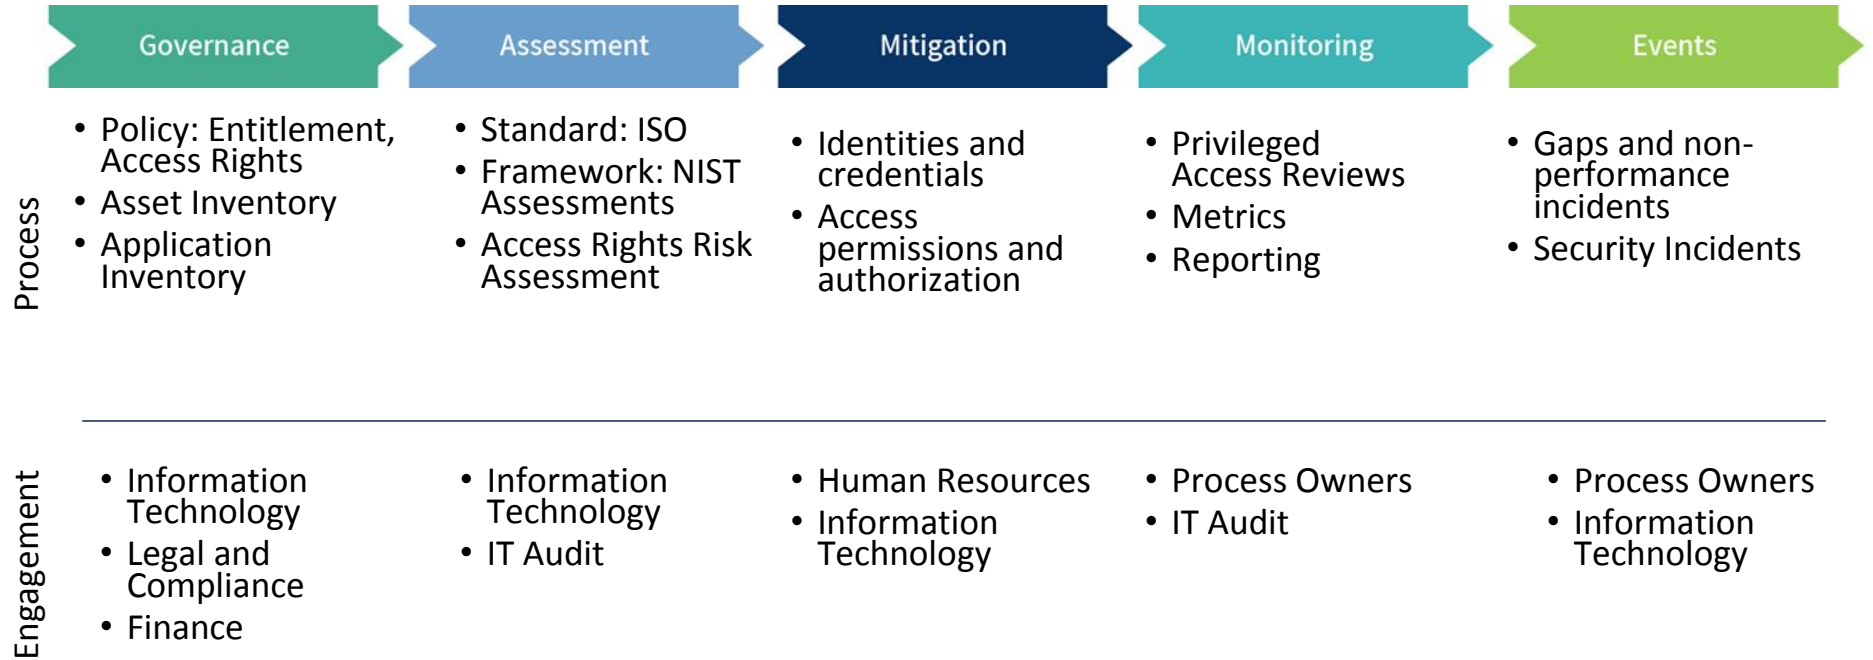 Governance
Assessment
Mitigation
Monitoring
Events
Process
• Policy: Entitlement,
Access Rights
• Asset Inventory
• Application
Inventory
• Standard: ISO
• Framework: NIST
Assessments
• Access Rights Risk
Assessment
• Identities and
credentials
• Access
permissions and
authorization
• Privileged
Access Reviews
• Metrics
• Reporting
• Gaps and non-
performance
incidents
• Security Incidents
Engagement
• Information
Technology
• Legal and
Compliance
• Finance
• Information
Technology
• IT Audit
• Human Resources
• Information
Technology
• Process Owners
• IT Audit
• Process Owners
• Information
Technology